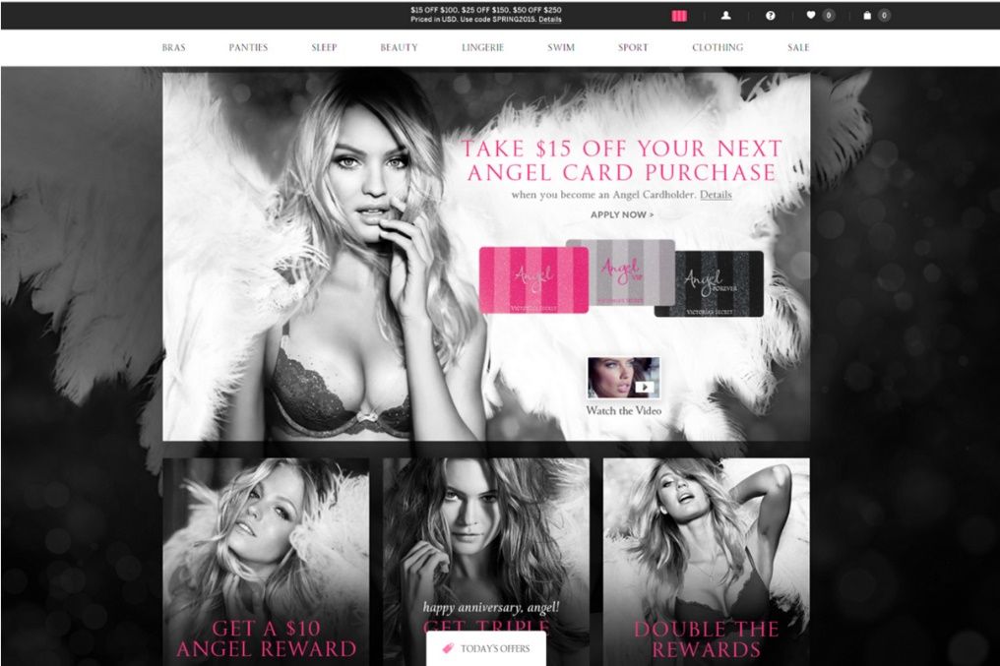 $15 OFF $100, $25 OFF $150, $50 OFF $250
Priced in USD. Use code SPRING2015. Details
0
0
BRAS PANTIES SLEEP BEAUTY LINGERIE SWIM SPORT CLOTHING SALE
TAKE $15 OFF YOUR NEXT
ANGEL CARD PURCHASE
when you become an Angel Cardholder. Details
APPLY NOW >
Angel
VICTORIA'S SECRET
Angel
VIP
VICTORIA'S SECRET
Angel
FOREVER
VICTORIA'S SECRET
Watch the Video
GET A $10
ANGEL REWARD
happy anniversary, angel!
GET TRIPLE
DOUBLE THE
REWARDS
TODAY'S OFFERS